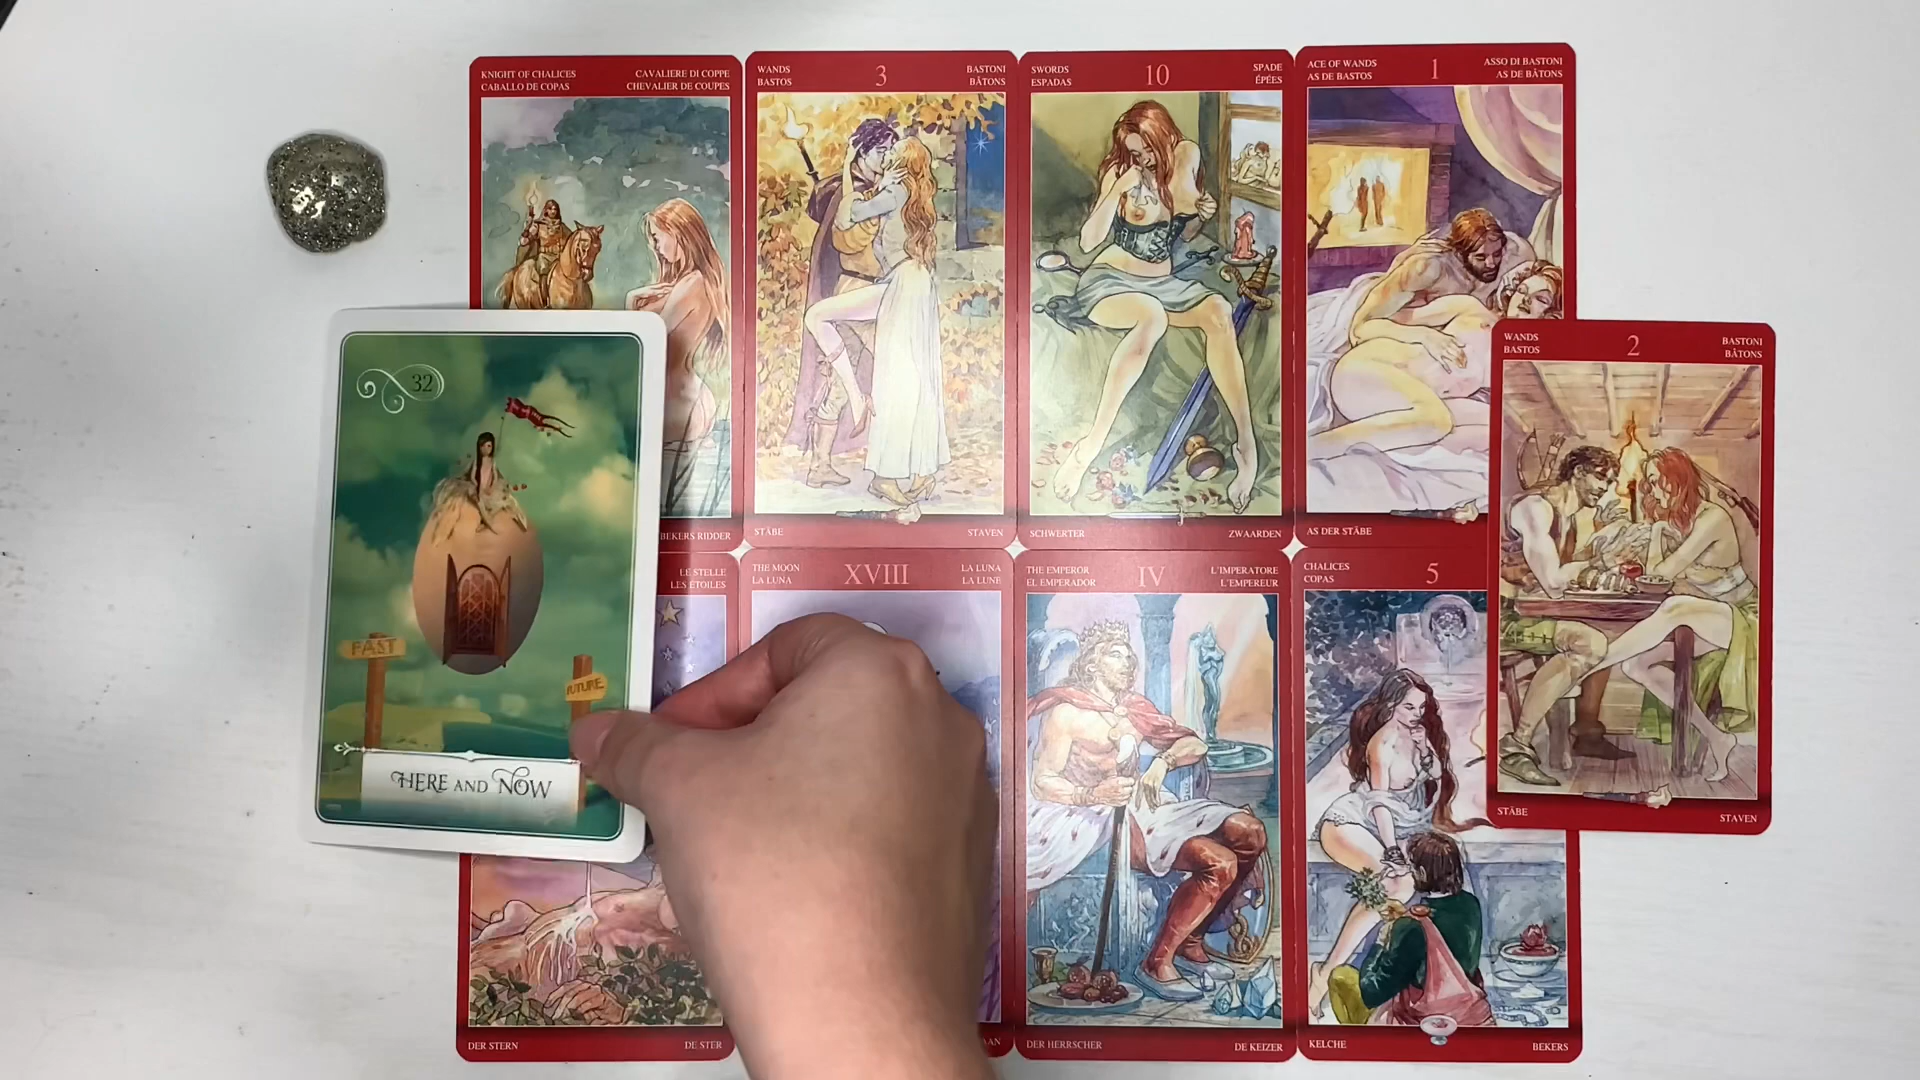 KNIGHT OF CHALICES
CABALLO DE COPAS
CAVALIERE DI COPPE
CHEVALIER DE COUPES
WANDS
BASTOS
3
BASTONI
BÂTONS
SWORDS
ESPADAS
10
SPADE
ÉPÉES
ACE OF WANDS
AS DE BASTOS
1
ASSO DI BASTONI
AS DE BÂTONS
32
PAST
FUTURE
HERE AND NOW
WANDS
BASTOS
2
BASTONI
BÂTONS
STÄBE
STAVEN
BEKERS RIDDER
STÄBE
STAVEN
SCHWERTER
ZWAARDEN
AS DER STÄBE
LE STELLE
LES ÉTOILES
THE MOON
LA LUNA
XVIII
LA LUNA
LA LUNE
THE EMPEROR
EL EMPERADOR
IV
L'IMPERATORE
L'EMPEREUR
CHALICES
COPAS
5
DER STERN
DE STER
AAN
DER HERRSCHER
DE KEIZER
KELCHE
BEKERS